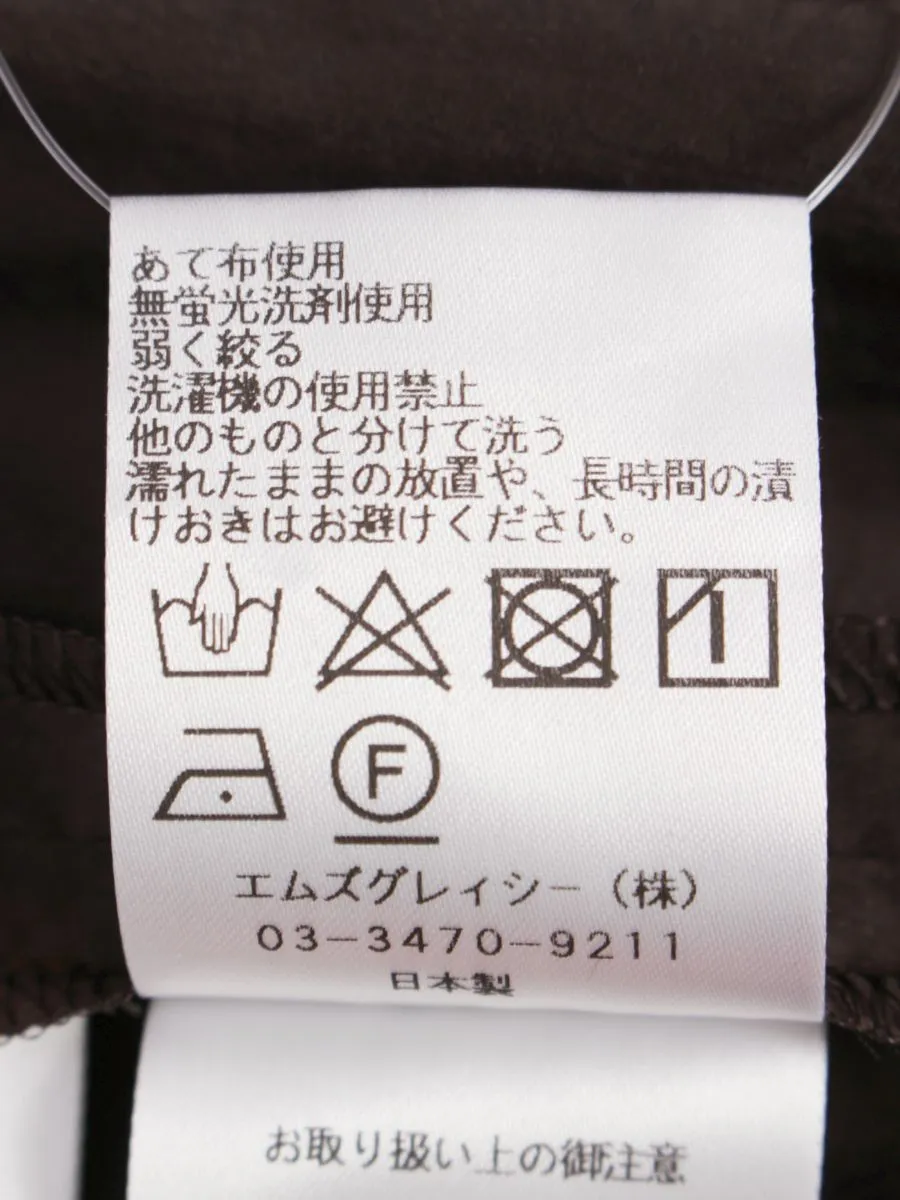 あて布使用
無蛍光洗剤使用
弱く絞る
洗濯機の使用禁止
他のものと分けて洗う
濡れたままの放置や、長時間の漬
けおきはお避けください。
F
エムズグレィシー（株）
03-3470-9211
日本製
お取り扱い上の御注意